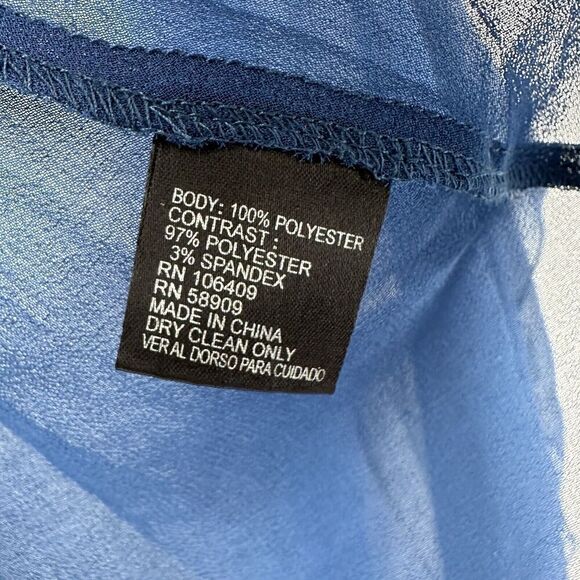 BODY: 100% POLYESTER
CONTRAST :
97% POLYESTER
3% SPANDEX
RN 106409
RN 58909
MADE IN CHINA
DRY CLEAN ONLY
VER AL DORSO PARA CUIDADO